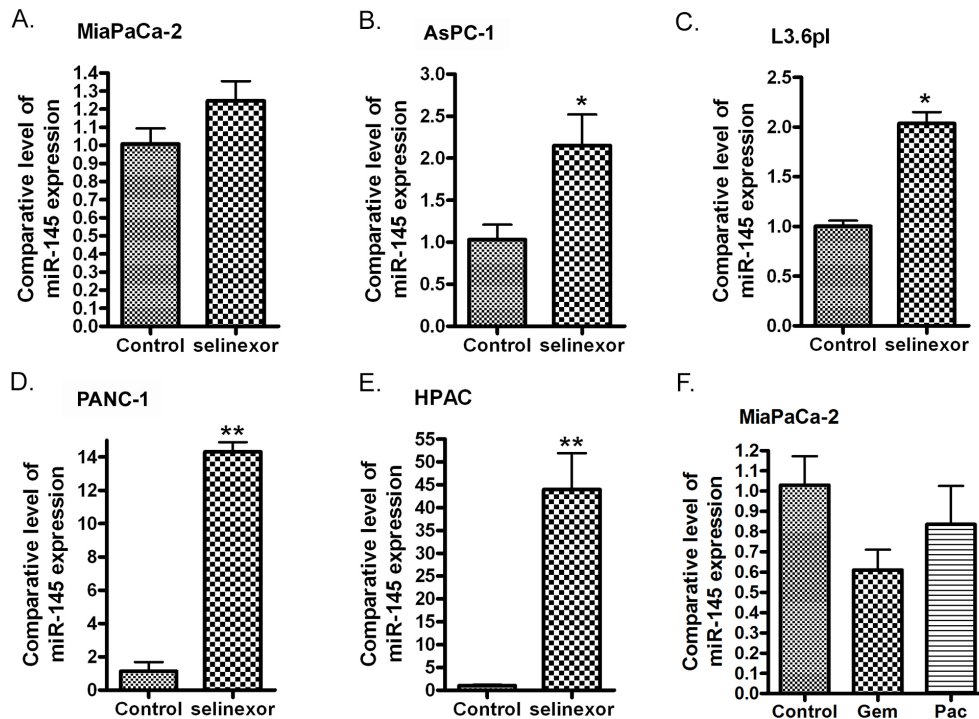 A.
MiaPaCa-2
Comparative level of
miR-145 expression
1.4
1.3
1.2
1.1
1.0
0.9
0.8
0.7
0.6
0.5
0.4
0.3
0.2
0.1
0.0
Control selinexor
B.
AsPC-1
Comparative level of
miR-145 expression
3.0
2.5
2.0
1.5
1.0
0.5
0.0
*
Control selinexor
C.
L3.6pl
Comparative level of
miR-145 expression
2.5
2.0
1.5
1.0
0.5
0.0
*
Control selinexor
D.
PANC-1
Comparative level of
miR-145 expression
14
12
10
8
6
4
2
0
**
Control selinexor
E.
HPAC
Comparative level of
miR-145 expression
55
50
45
40
35
30
25
20
15
10
5
0
**
Control selinexor
F.
MiaPaCa-2
Comparative level of
miR-145 expression
1.2
1.1
1.0
0.9
0.8
0.7
0.6
0.5
0.4
0.3
0.2
0.1
0.0
Control Gem Pac